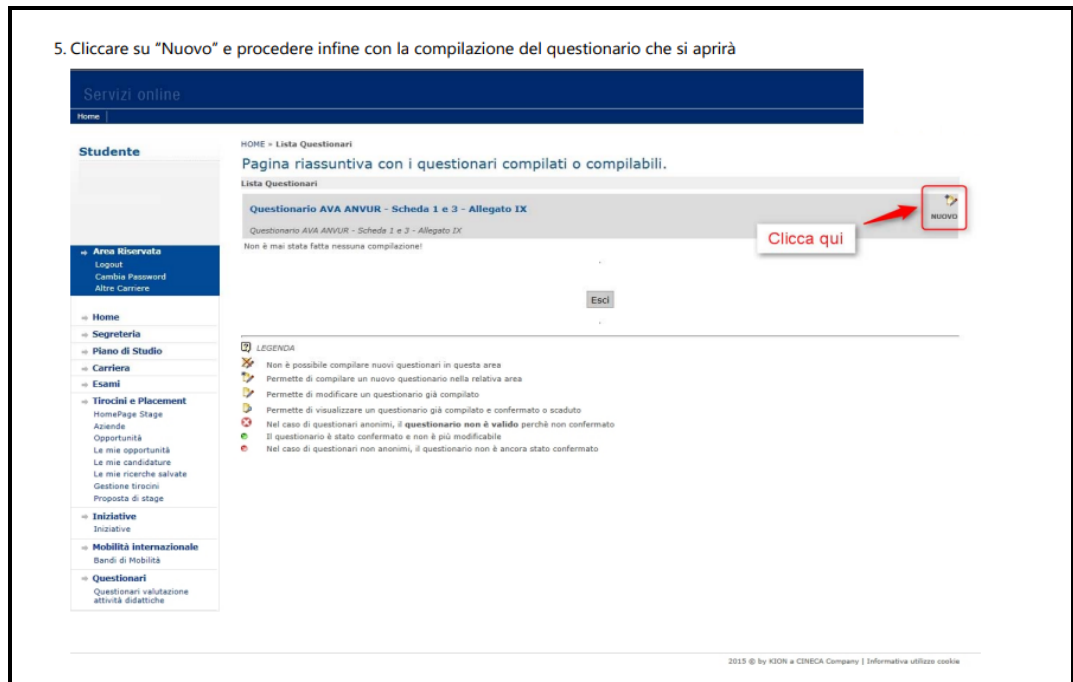 5. Cliccare su "Nuovo" e procedere infine con la compilazione del questionario che si aprirà
Servizi online
Home
Studente
Area Riservata
Logout
Cambia Password
Altre Carriere
Home
Segreteria
Piano di Studio
Carriera
Esami
Tirocini e Placement
HomePage Stage
Aziende
Opportunità
Le mie opportunità
Le mie candidature
Le mie ricerche salvate
Gestione tirocini
Proposta di stage
Iniziative
Iniziative
Mobilità internazionale
Bandi di Mobilità
Questionari
Questionari valutazione
attività didattiche
HOME » Lista Questionari
Pagina riassuntiva con i questionari compilati o compilabili.
Lista Questionari
Questionario AVA ANVUR - Scheda 1 e 3 - Allegato IX
Questionario AVA ANVUR - Scheda 1 e 3 - Allegato IX
NUOVO
Clicca qui
Non è mai stata fatta nessuna compilazione!
Esci
LEGENDA
Non è possibile compilare nuovi questionari in questa area
Permette di compilare un nuovo questionario nella relativa area
Permette di modificare un questionario già compilato
Permette di visualizzare un questionario già compilato e confermato o scaduto
Nel caso di questionari anonimi, il questionario non è valido perchè non confermato
Il questionario è stato confermato e non è più modificabile
Nel caso di questionari non anonimi, il questionario non è ancora stato confermato
2015 © by KION a CINECA Company | Informativa utilizzo cookie